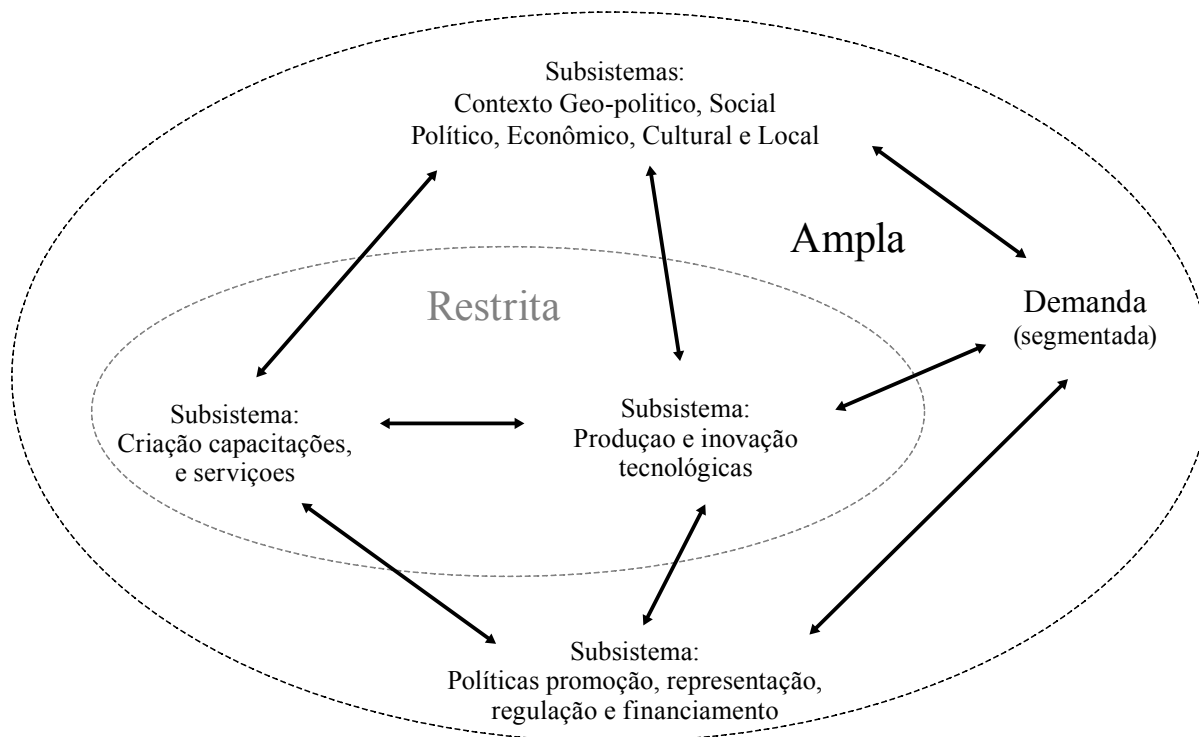 Subsistemas:
Contexto Geo-politico, Social
Político, Econômico, Cultural e Local
Ampla
Restrita
Demanda
(segmentada)
Subsistema:
Criação capacitações,
e serviçoes
Subsistema:
Produçao e inovação
tecnológicas
Subsistema:
Políticas promoção, representação,
regulação e financiamento